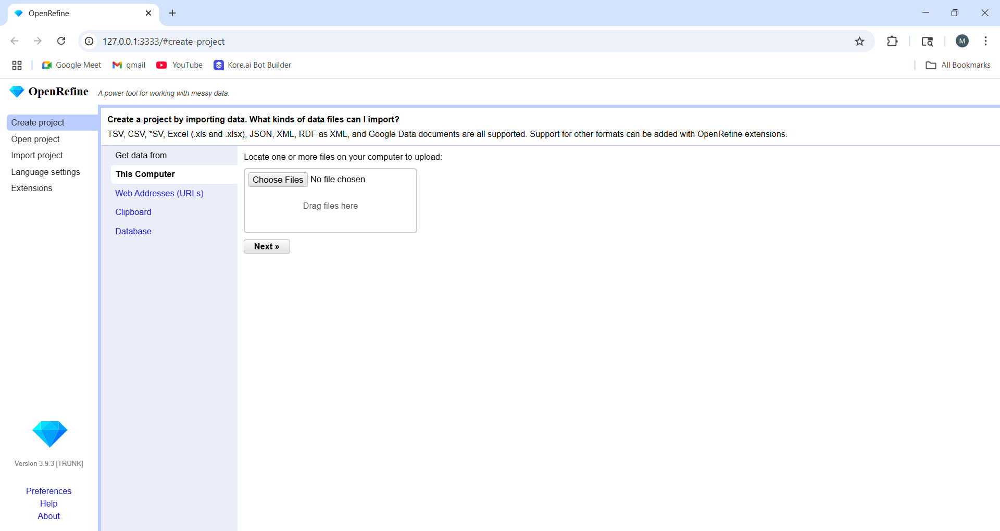 OpenRefine
127.0.0.1:3333/#create-project
M
Google Meet
gmail
YouTube
Kore.ai Bot Builder
All Bookmarks
OpenRefine
A power tool for working with messy data.
Create project
Open project
Import project
Language settings
Extensions
Create a project by importing data. What kinds of data files can I import?
TSV, CSV, *SV, Excel (.xls and .xlsx), JSON, XML, RDF as XML, and Google Data documents are all supported. Support for other formats can be added with OpenRefine extensions.
Get data from
This Computer
Web Addresses (URLs)
Clipboard
Database
Locate one or more files on your computer to upload:
Choose Files No file chosen
Drag files here
Next »
Version 3.9.3 [TRUNK]
Preferences
Help
About